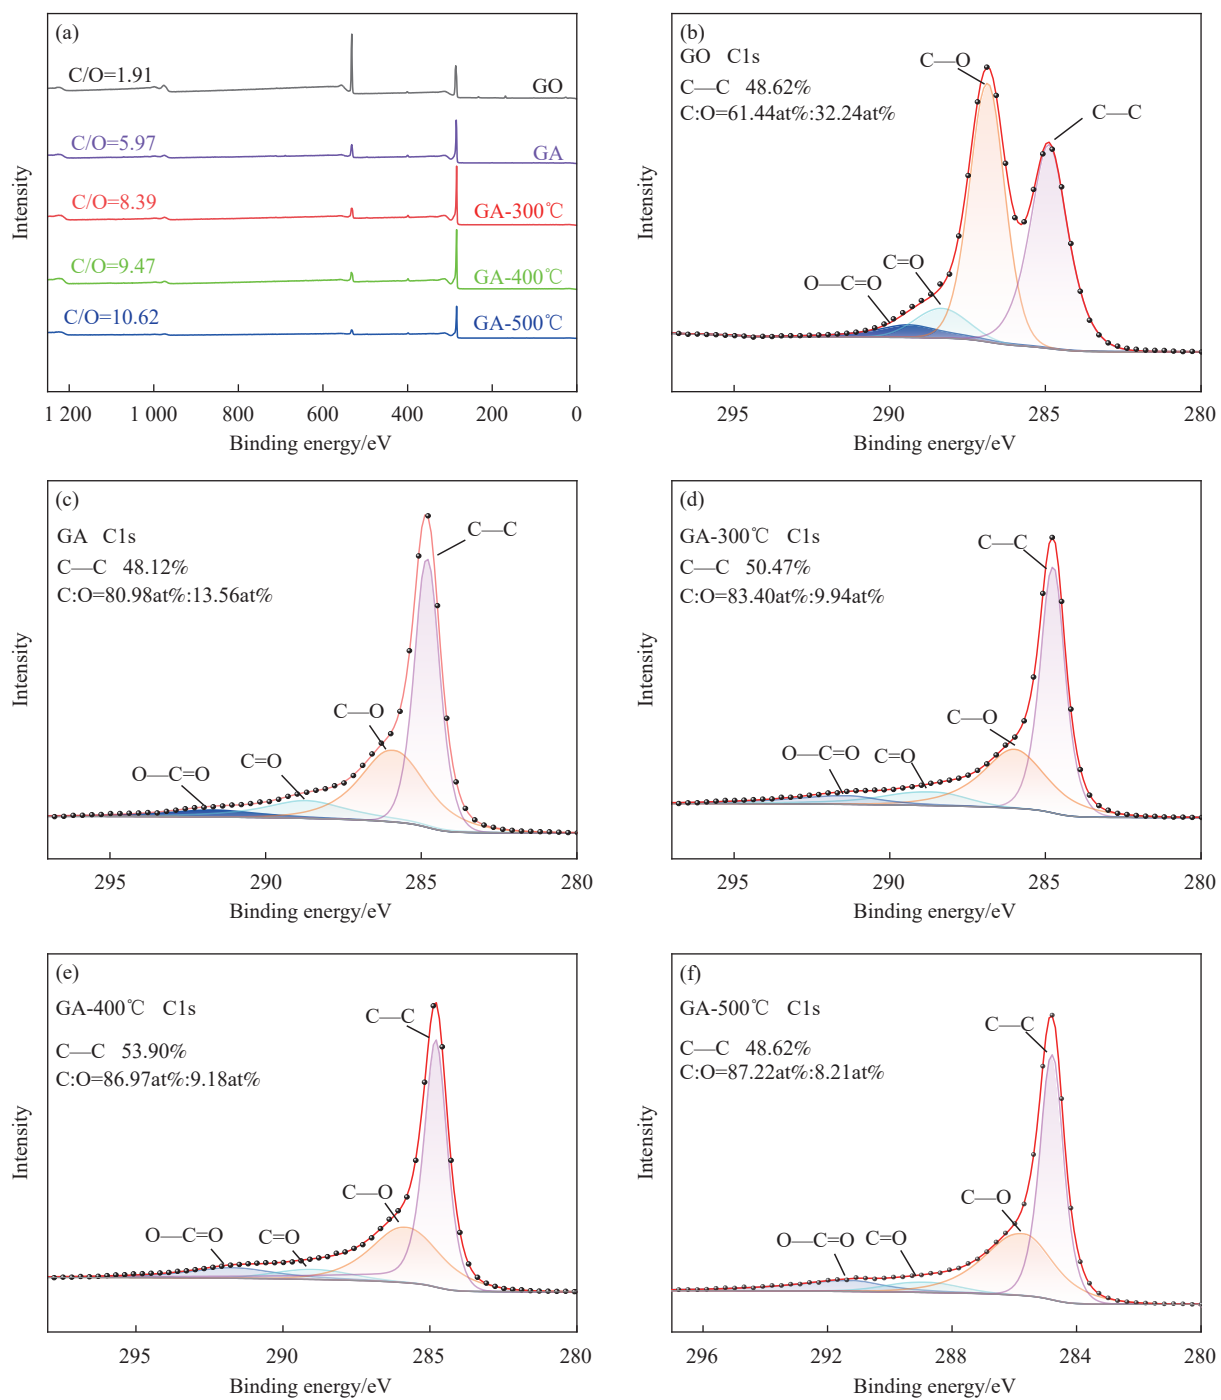 (a)
C/O=1.91
GO
C/O=5.97
GA
C/O=8.39
GA-300℃
C/O=9.47
GA-400℃
C/O=10.62
GA-500℃
Intensity
1 200 1 000 800 600 400 200 0
Binding energy/eV
(b)
GO C1s
C—C 48.62%
C:O=61.44at%:32.24at%
C—O
C—C
C=O
O—C=O
Intensity
295 290 285 280
Binding energy/eV
(c)
GA C1s
C—C 48.12%
C:O=80.98at%:13.56at%
C—C
C—O
C=O
O—C=O
Intensity
295 290 285 280
Binding energy/eV
(d)
GA-300℃ C1s
C—C 50.47%
C:O=83.40at%:9.94at%
C—C
C—O
C=O
O—C=O
Intensity
295 290 285 280
Binding energy/eV
(e)
GA-400℃ C1s
C—C 53.90%
C:O=86.97at%:9.18at%
C—C
C—O
C=O
O—C=O
Intensity
295 290 285 280
Binding energy/eV
(f)
GA-500℃ C1s
C—C 48.62%
C:O=87.22at%:8.21at%
C—C
C—O
C=O
O—C=O
Intensity
296 292 288 284 280
Binding energy/eV